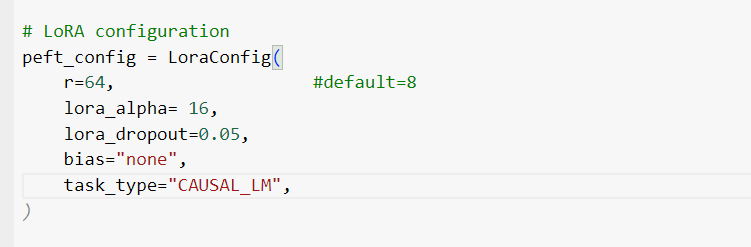 # LoRA configuration
peft_config = LoraConfig(
    r=64,                   #default=8
    lora_alpha= 16,
    lora_dropout=0.05,
    bias="none",
    task_type="CAUSAL_LM",
)